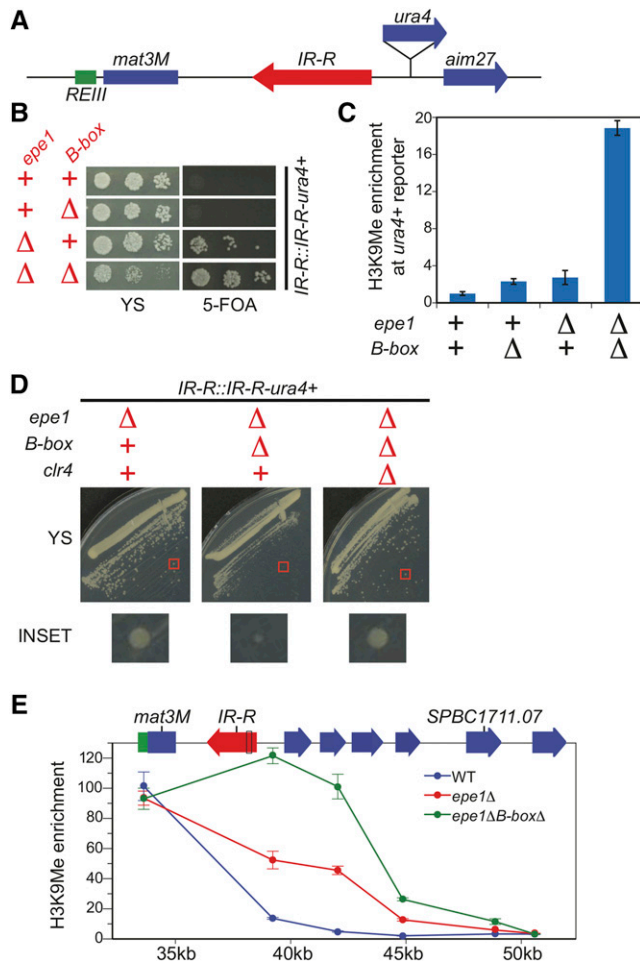 A
ura4
mat3M
IR-R
aim27
REIII
B
epe1
B-box
+ +
+ Δ
Δ +
Δ Δ
YS
5-FOA
IR-R::IR-R-ura4+
C
H3K9Me enrichment
at ura4+ reporter
20
16
12
8
4
0
epe1 + + Δ Δ
B-box + Δ + Δ
D
IR-R::IR-R-ura4+
epe1 Δ Δ Δ
B-box + Δ Δ
clr4 + + Δ
YS
INSET
E
mat3M
IR-R
SPBC1711.07
H3K9Me enrichment
120
100
80
60
40
20
0
WT
epe1Δ
epe1ΔB-boxΔ
35kb 40kb 45kb 50kb